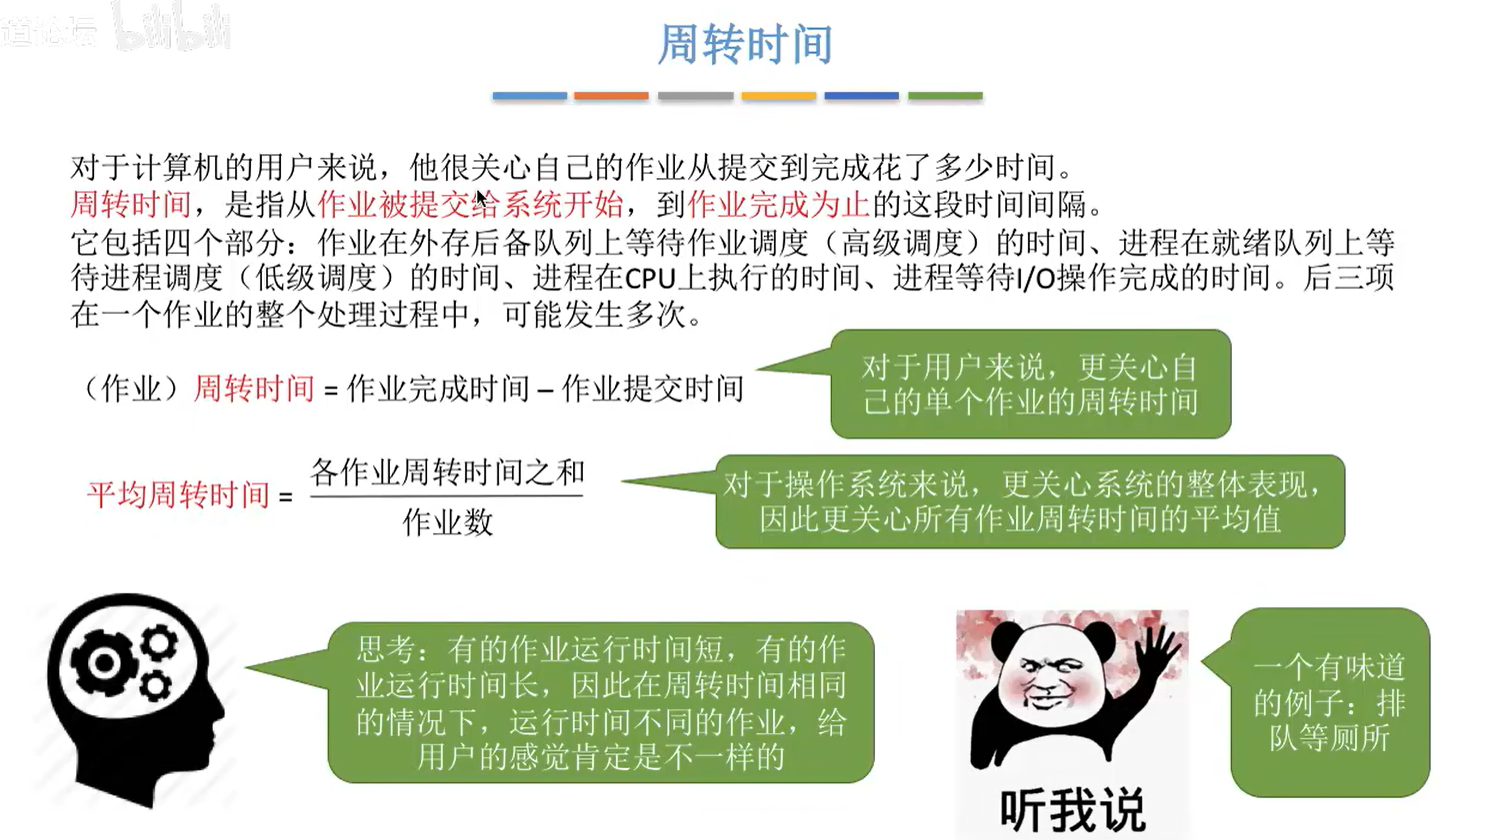 道论坛 bilibili
周转时间
对于计算机的用户来说，他很关心自己的作业从提交到完成花了多少时间。
周转时间，是指从作业被提交给系统开始，到作业完成为止的这段时间间隔。
它包括四个部分：作业在外存后备队列上等待作业调度（高级调度）的时间、进程在就绪队列上等
待进程调度（低级调度）的时间、进程在CPU上执行的时间、进程等待I/O操作完成的时间。后三项
在一个作业的整个处理过程中，可能发生多次。
对于用户来说，更关心自
己的单个作业的周转时间
（作业）周转时间 = 作业完成时间 – 作业提交时间
各作业周转时间之和
平均周转时间 =
作业数
对于操作系统来说，更关心系统的整体表现，
因此更关心所有作业周转时间的平均值
思考：有的作业运行时间短，有的作
业运行时间长，因此在周转时间相同
的情况下，运行时间不同的作业，给
用户的感觉肯定是不一样的
一个有味道
的例子：排
队等厕所
听我说